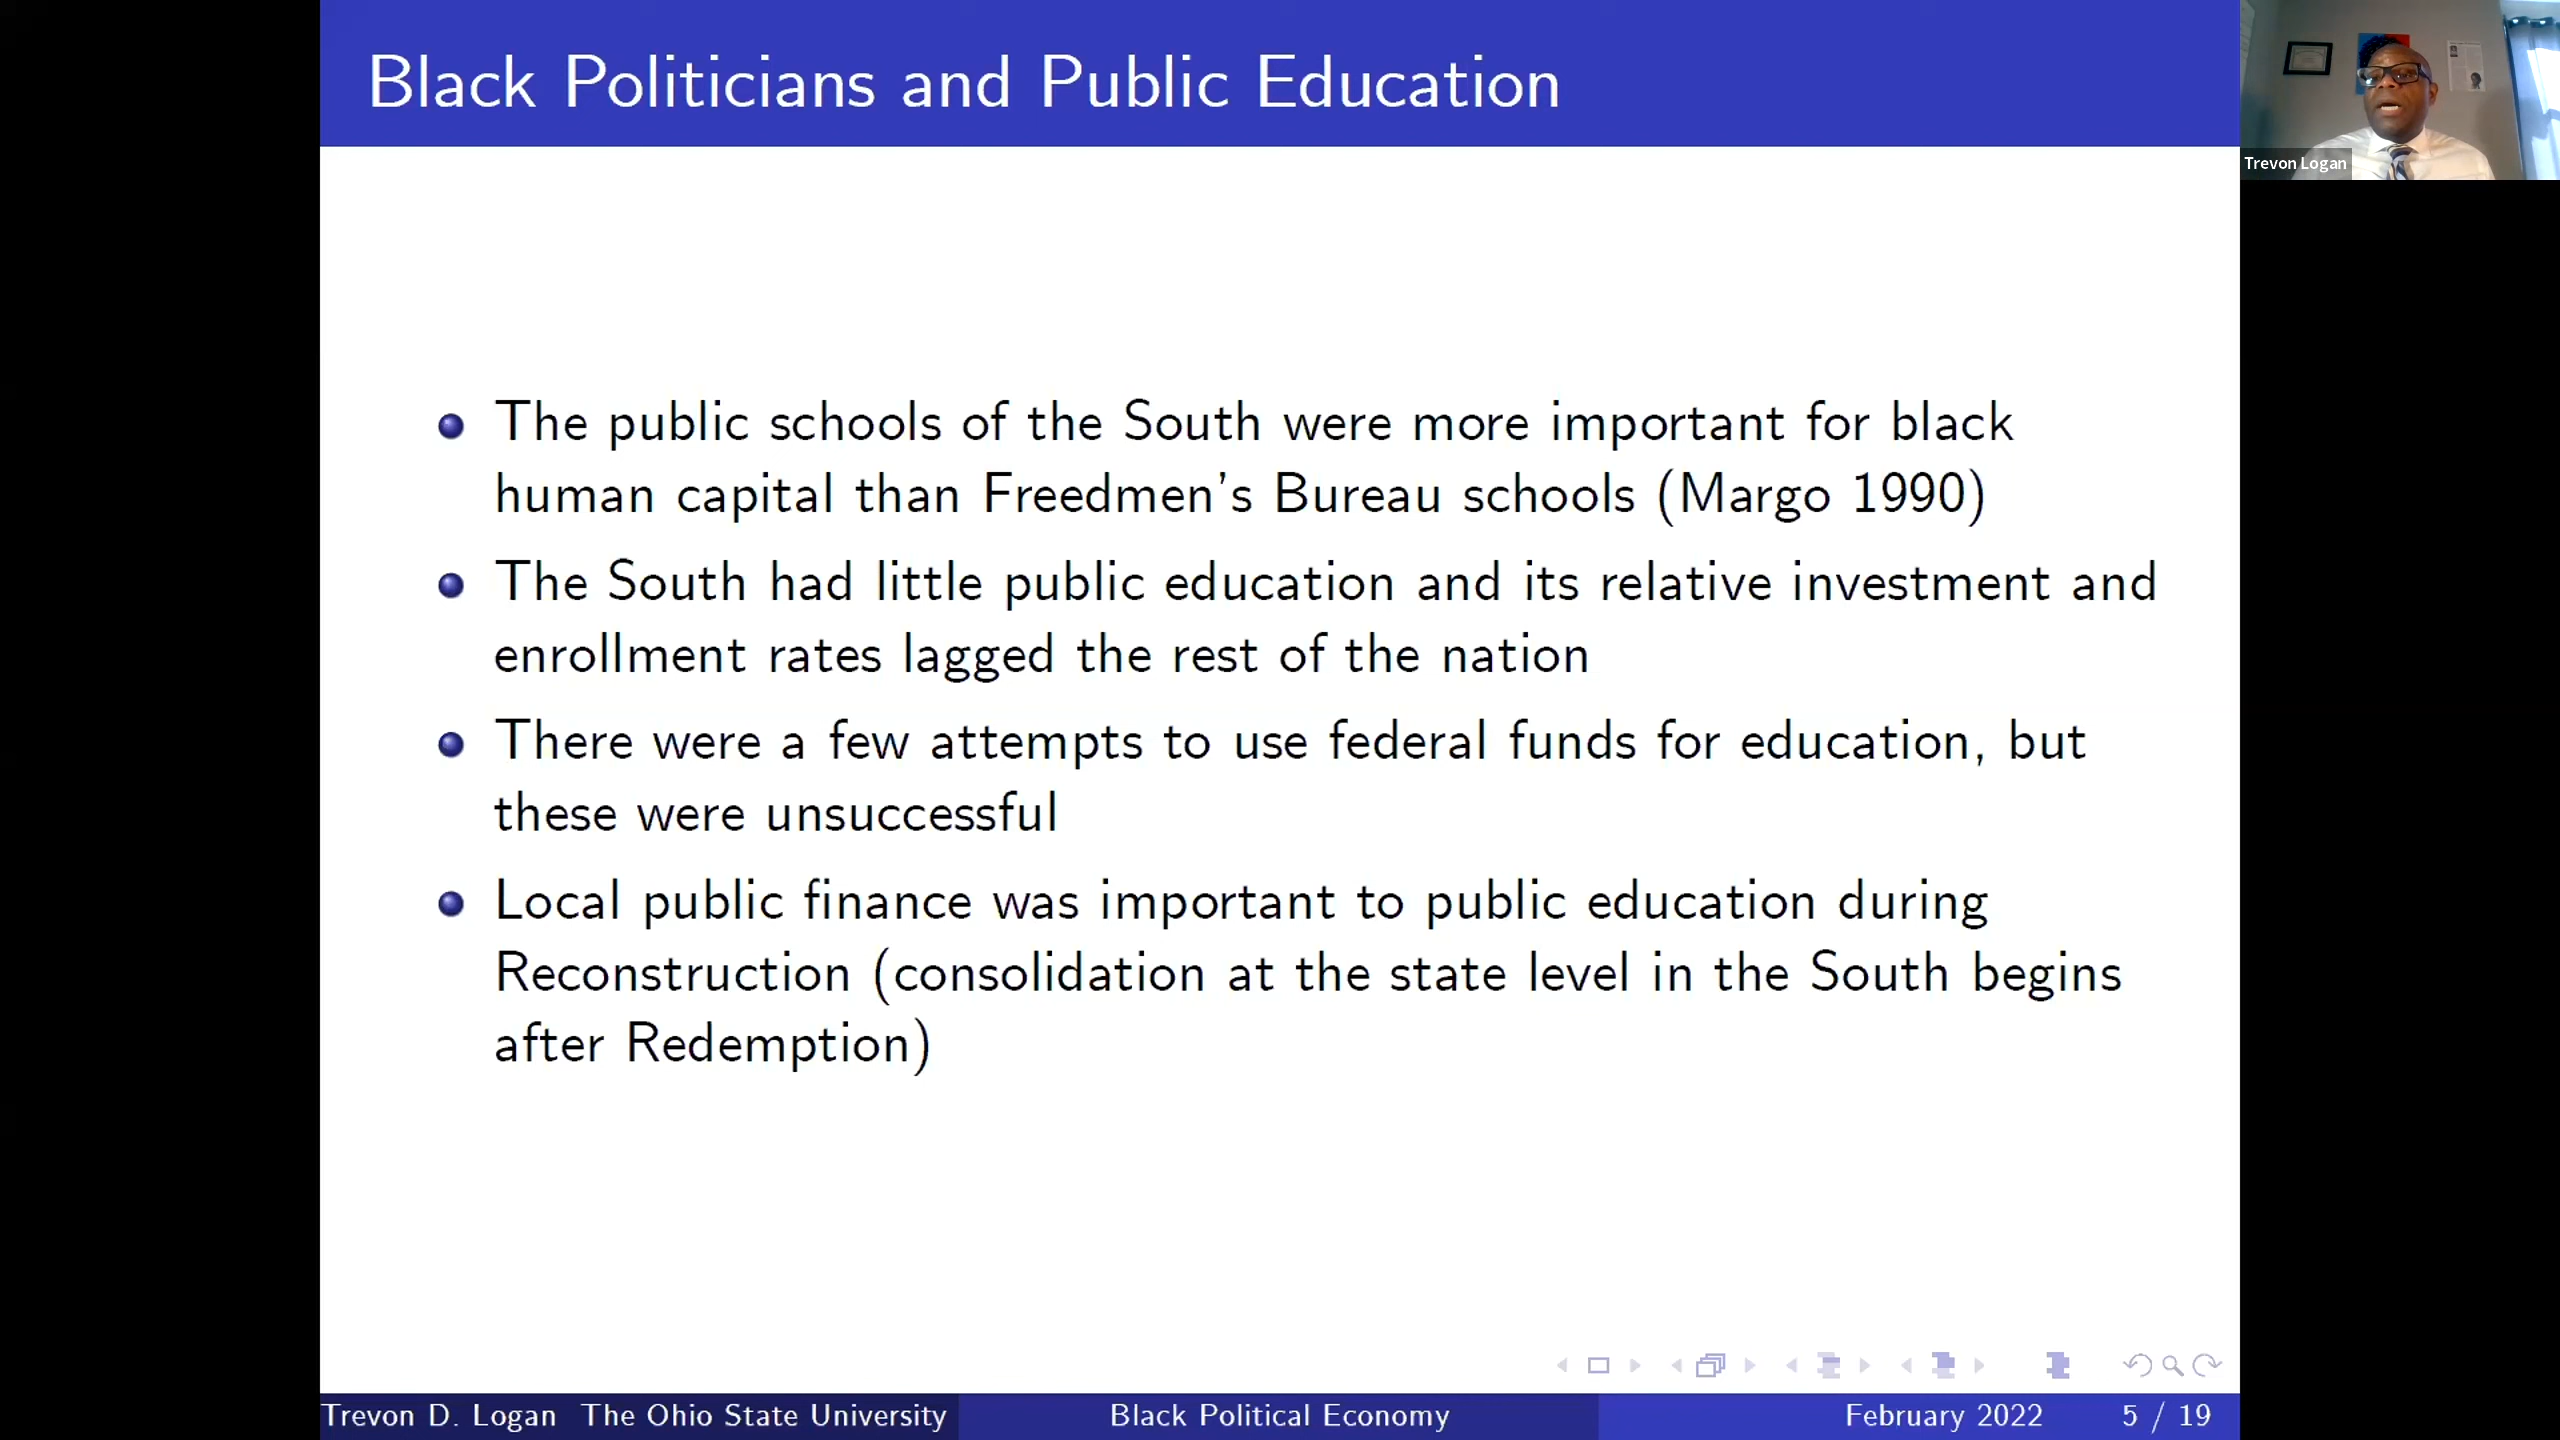 Black Politicians and Public Education
Trevon Logan
The public schools of the South were more important for black
human capital than Freedmen's Bureau schools (Margo 1990)
The South had little public education and its relative investment and
enrollment rates lagged the rest of the nation
There were a few attempts to use federal funds for education, but
these were unsuccessful
Local public finance was important to public education during
Reconstruction (consolidation at the state level in the South begins
after Redemption)
Trevon D. Logan The Ohio State University Black Political Economy February 2022 5 / 19